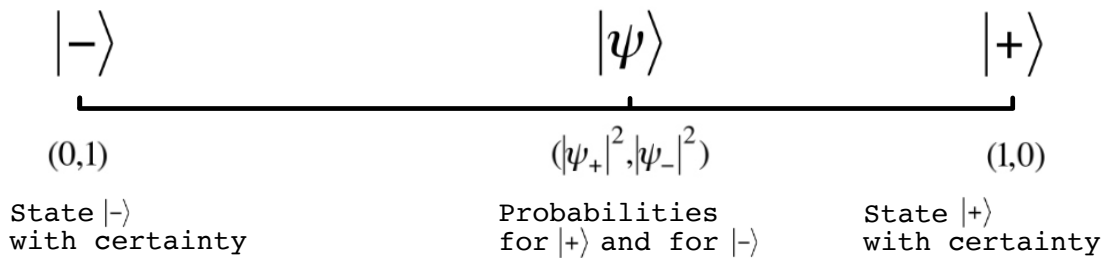 |−⟩ |ψ⟩ |+⟩
(0,1) (|ψ₊|²,|ψ₋|²) (1,0)
State |−⟩ Probabilities State |+⟩
with certainty for |+⟩ and for |−⟩ with certainty